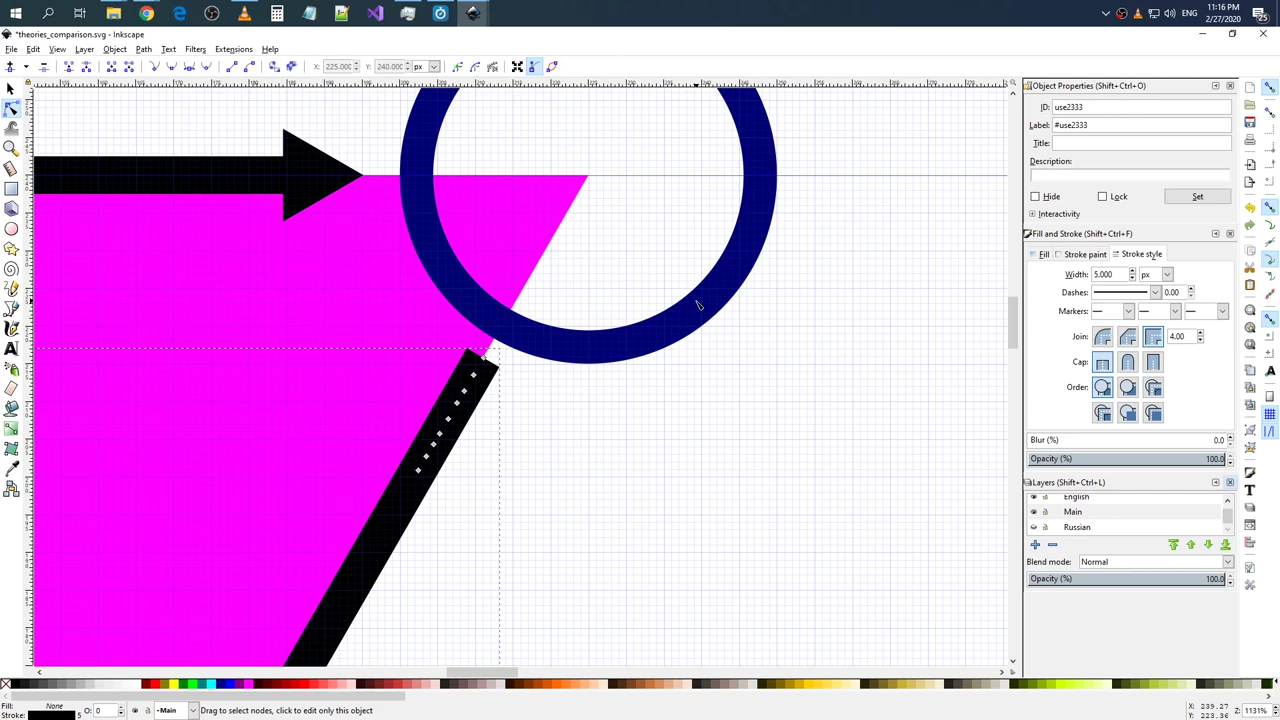 ENG
11:16 PM
2/27/2020
25
*theories_comparison.svg - Inkscape
File Edit View Layer Object Path Text Filters Extensions Help
X: 225.000 Y: 240.000 px
Object Properties (Shift+Ctrl+O)
ID: use2333
Label: #use2333
Title:
Description:
Hide Lock Set
Interactivity
Fill and Stroke (Shift+Ctrl+F)
Fill Stroke paint Stroke style
Width: 5.000 px
Dashes: 0.00
Markers:
Join: 4.00
Cap:
Order:
Blur (%) 0.0
Opacity (%) 100.0
Layers (Shift+Ctrl+L)
English
Main
Russian
Blend mode: Normal
Opacity (%) 100.0
Fill: None
Stroke: 5
O: 0
Main
Drag to select nodes, click to edit only this object
X: 239.27
Y: 223.36
Z: 1131%